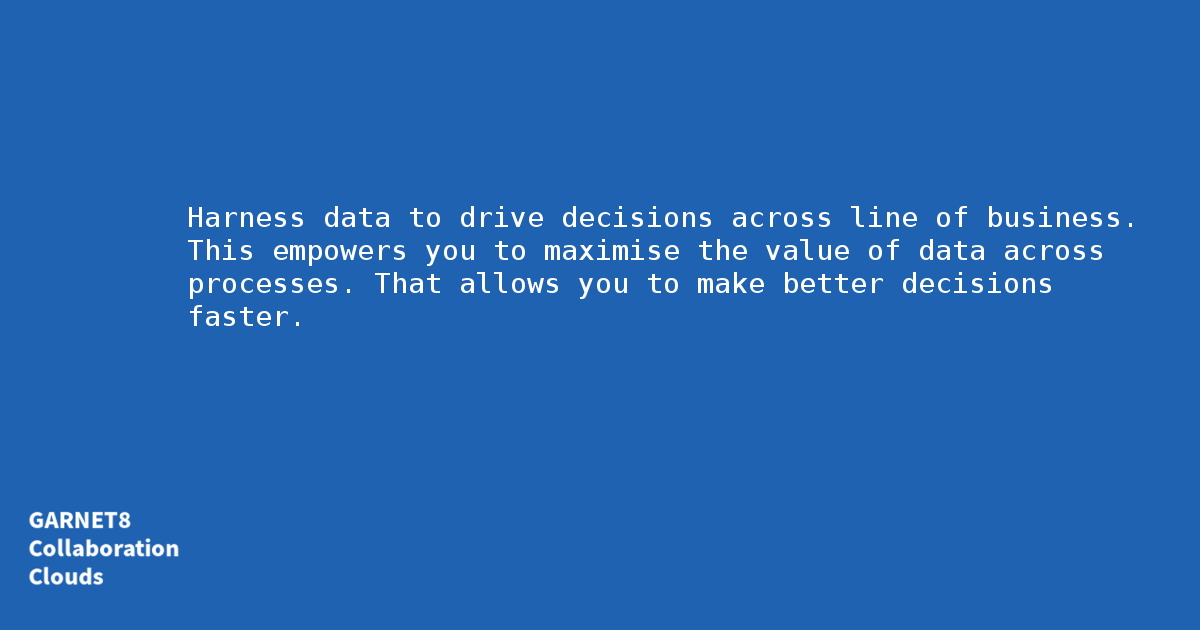 Harness data to drive decisions across line of business.
This empowers you to maximise the value of data across
processes. That allows you to make better decisions
faster.
GARNET8
Collaboration
Clouds